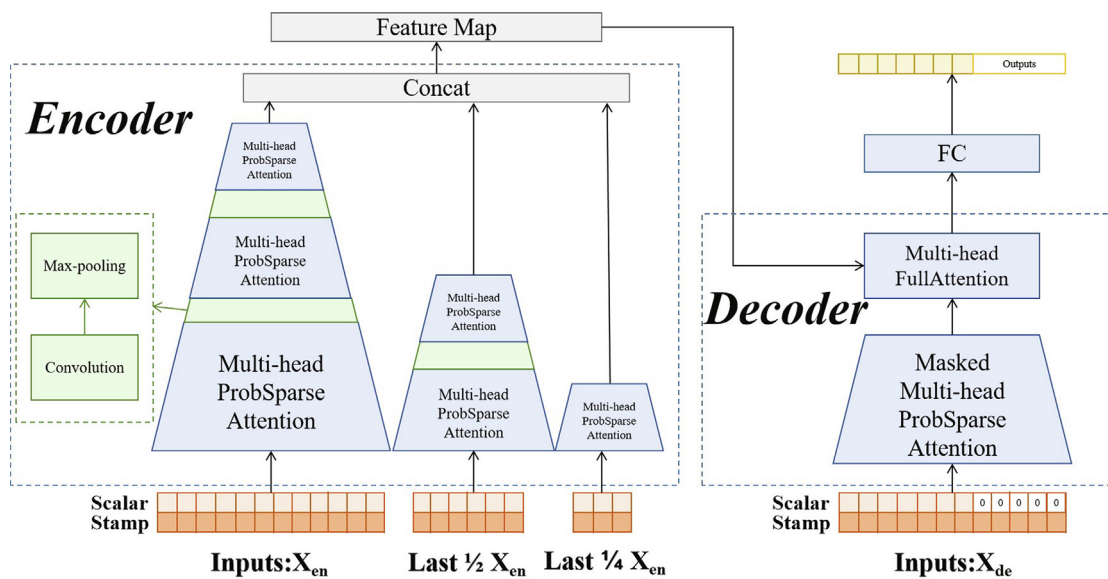 Feature Map
Concat
Encoder
Multi-head
ProbSparse
Attention
Multi-head
ProbSparse
Attention
Multi-head
ProbSparse
Attention
Max-pooling
Convolution
Multi-head
ProbSparse
Attention
Multi-head
ProbSparse
Attention
Multi-head
ProbSparse
Attention
Scalar
Stamp
Inputs:Xen
Last ½ Xen
Last ¼ Xen
Outputs
FC
Decoder
Multi-head
FullAttention
Masked
Multi-head
ProbSparse
Attention
Scalar
0 0 0 0 0
Stamp
Inputs:Xde